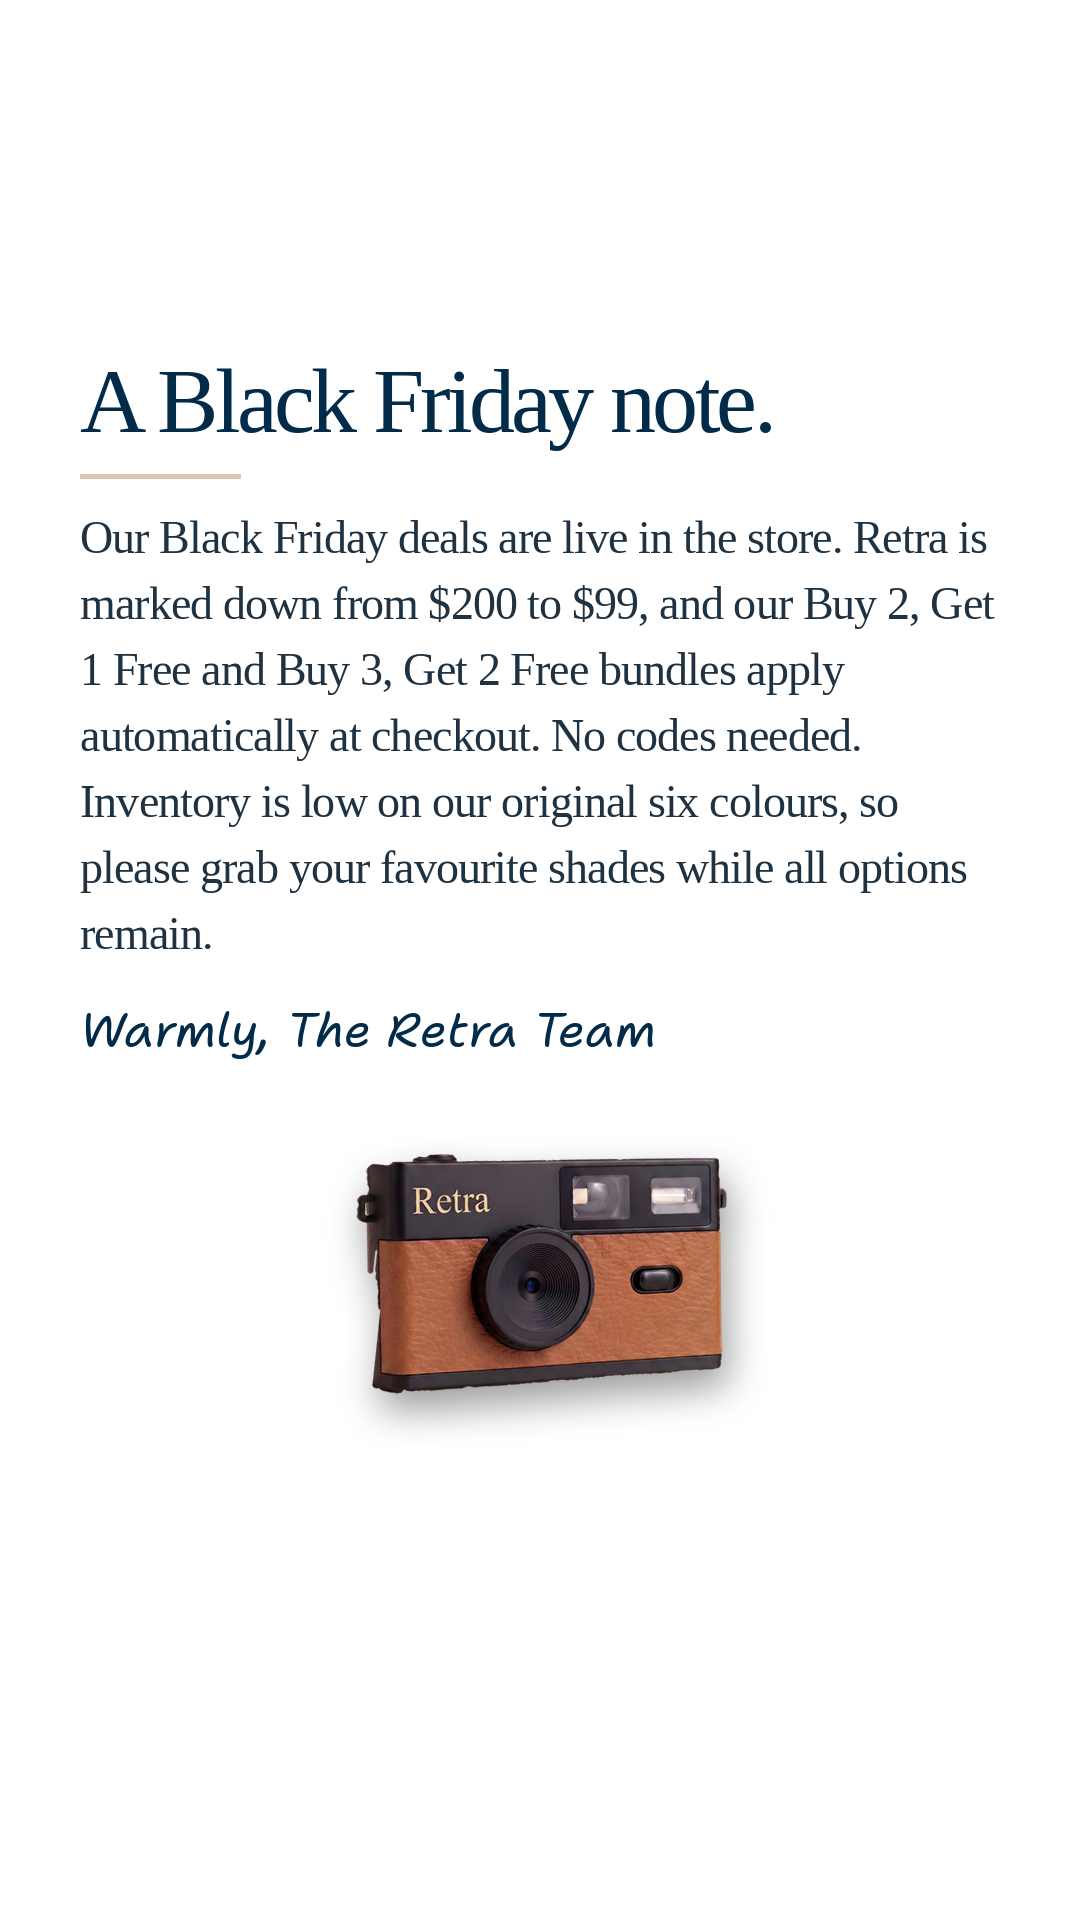 A Black Friday note.
Our Black Friday deals are live in the store. Retra is
marked down from $200 to $99, and our Buy 2, Get
1 Free and Buy 3, Get 2 Free bundles apply
automatically at checkout. No codes needed.
Inventory is low on our original six colours, so
please grab your favourite shades while all options
remain.
Warmly, The Retra Team
Retra